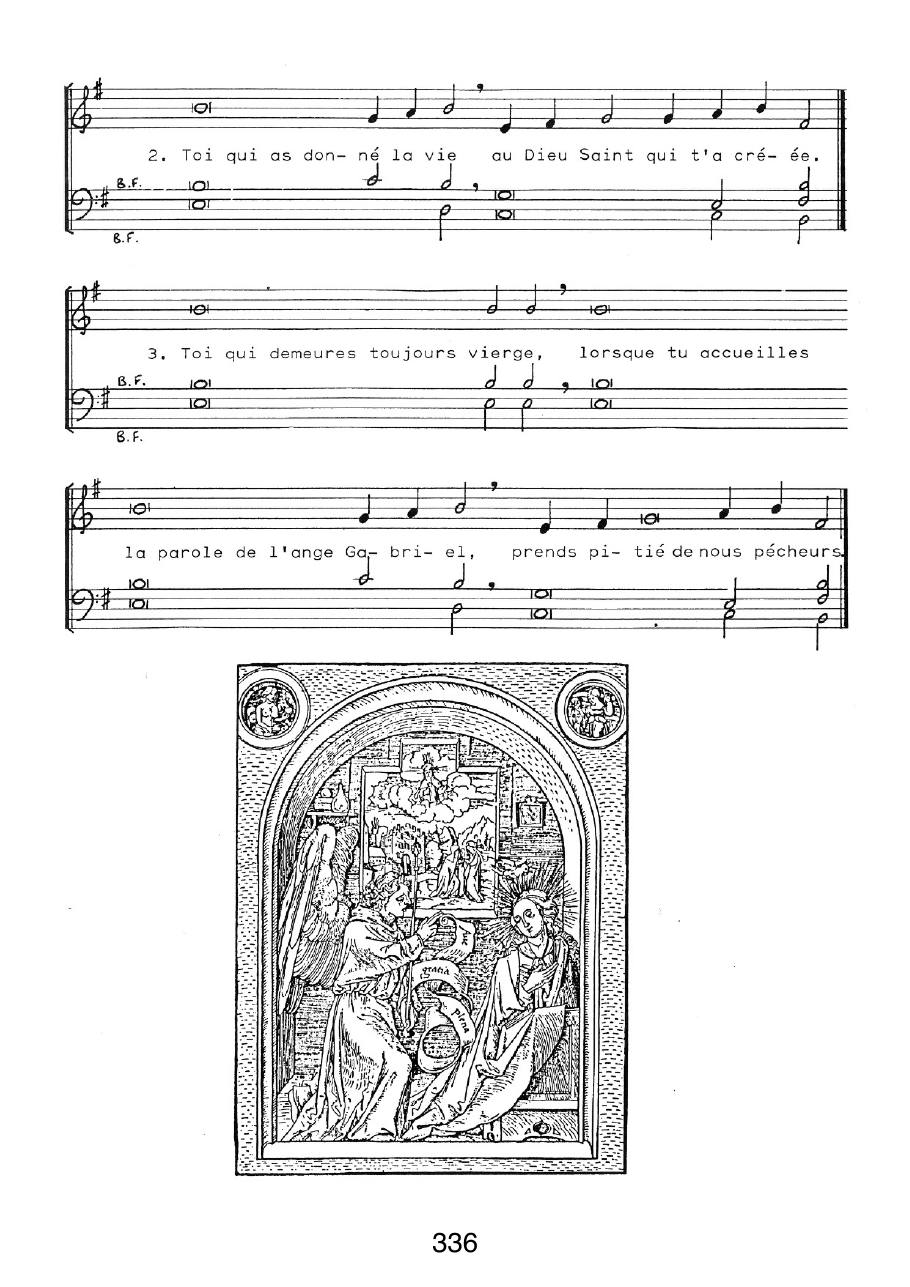 2. Toi qui as don- né la vie au Dieu Saint qui t'a cré- ée.
B.F.
B.F.
3. Toi qui demeures toujours vierge, lorsque tu accueilles
B.F.
B.F.
la parole de l'ange Ga- bri- el, prends pi- tié de nous pécheurs.
Ave
gracia
plena
336